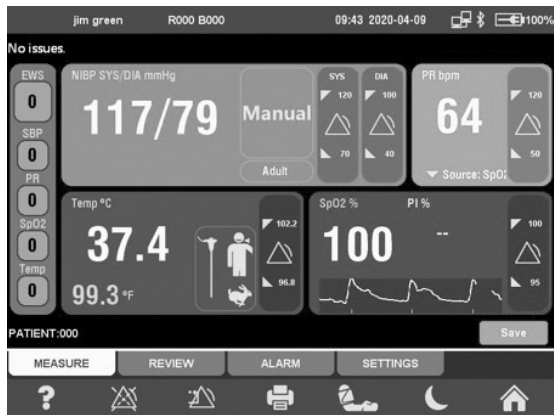 jim green R000 B000 09:43 2020-04-09 100%
No issues.
EWS
0
SBP
0
PR
0
SpO2
0
Temp
0
NIBP SYS/DIA mmHg
117/79
Manual
Adult
SYS
120
70
DIA
100
40
PR bpm
64
Source: SpO2
120
50
Temp °C
37.4
99.3 °F
102.2
96.8
SpO2 % PI %
100 --
100
95
PATIENT:000
Save
MEASURE REVIEW ALARM SETTINGS
?